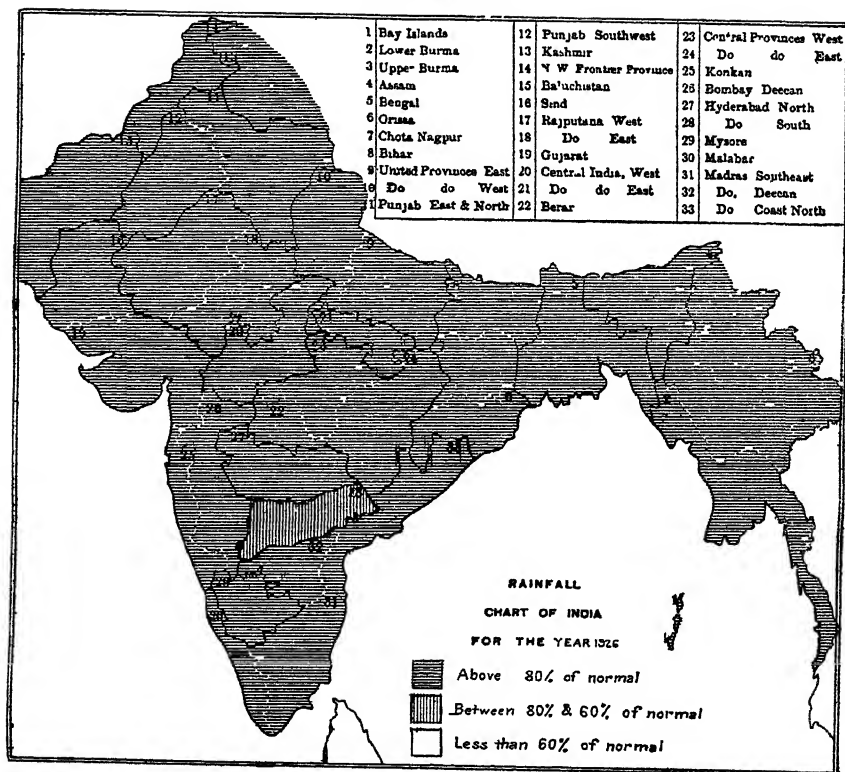 1 Bay Islands
2 Lower Burma
3 Upper Burma
4 Assam
5 Bengal
6 Orissa
7 Chota Nagpur
8 Bihar
9 United Provinces East
10 Do do West
11 Punjab East & North
12 Punjab Southwest
13 Kashmir
14 N W Frontier Province
15 Baluchistan
16 Sind
17 Rajputana West
18 Do East
19 Gujarat
20 Central India, West
21 Do do East
22 Berar
23 Central Provinces West
24 Do do East
25 Konkan
26 Bombay Deccan
27 Hyderabad North
28 Do South
29 Mysore
30 Malabar
31 Madras Southeast
32 Do. Deccan
33 Do Coast North
RAINFALL
CHART OF INDIA
FOR THE YEAR 1926
Above 80% of normal
Between 80% & 60% of normal
Less than 60% of normal